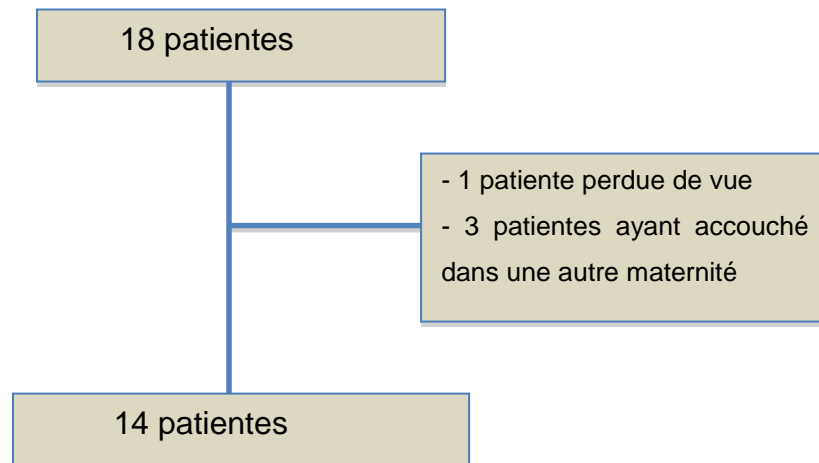 18 patientes
- 1 patiente perdue de vue
- 3 patientes ayant accouché
dans une autre maternité
14 patientes